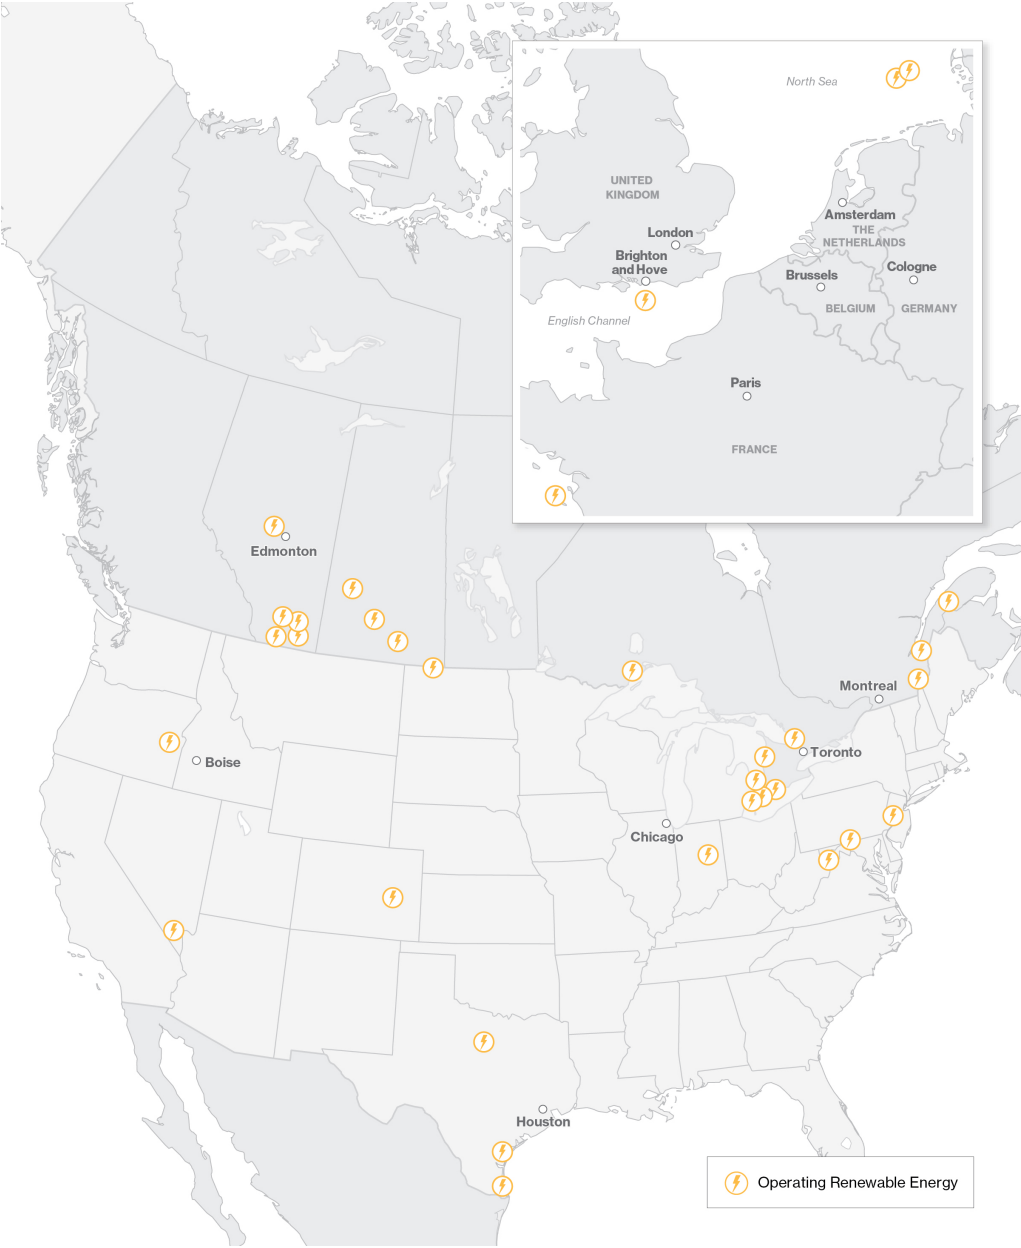 North Sea
UNITED
KINGDOM
London
Brighton
and Hove
English Channel
Amsterdam
THE
NETHERLANDS
Brussels
Cologne
BELGIUM
GERMANY
Paris
FRANCE
Edmonton
Montreal
Toronto
Boise
Chicago
Houston
Operating Renewable Energy